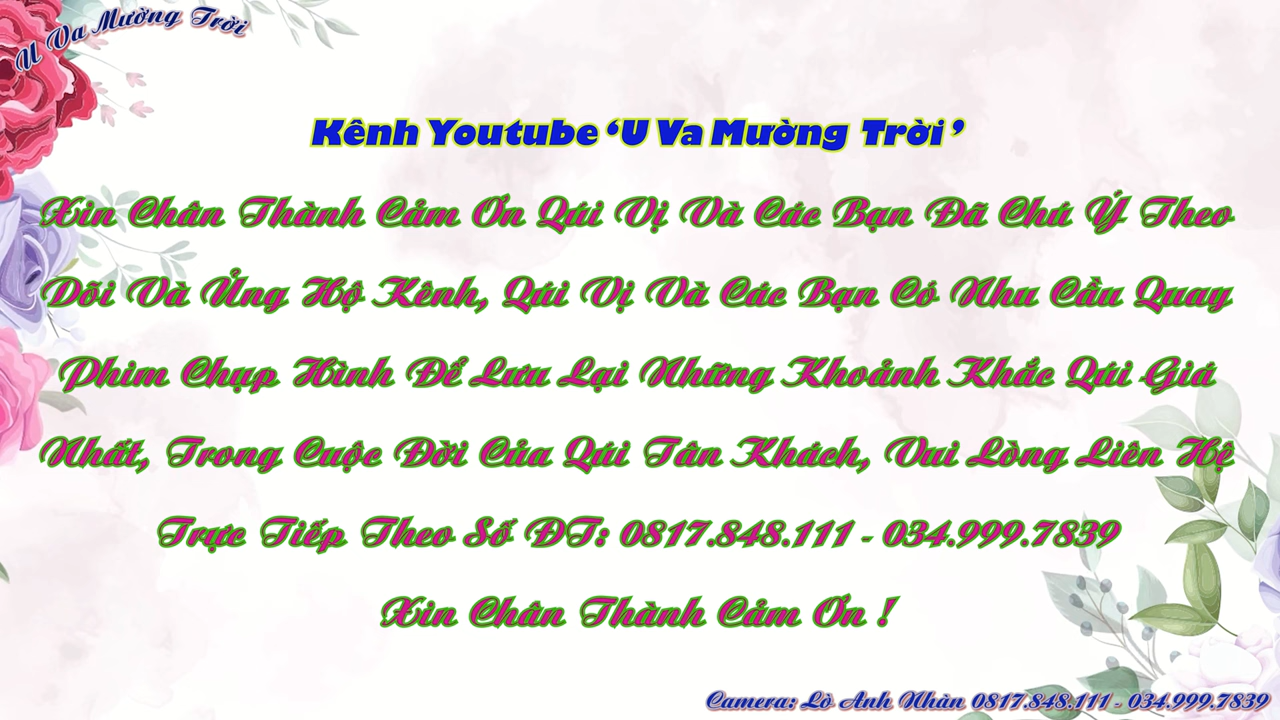 U Va Mường Trời
Kênh Youtube ‘U Va Mường Trời’
Xin Chân Thành Cảm Ơn Qúi Vị Và Các Bạn Đã Chú Ý Theo
Dõi Và Ủng Hộ Kênh, Qúi Vị Và Các Bạn Có Nhu Cầu Quay
Phim Chụp Hình Để Lưu Lại Những Khoảnh Khắc Qúi Giá
Nhất, Trong Cuộc Đời Của Qúi Tân Khách, Vui Lòng Liên Hệ
Trực Tiếp Theo Số ĐT: 0817.848.111 - 034.999.7839
Xin Chân Thành Cảm Ơn !
Camera: Lò Anh Nhàn 0817.848.111 - 034.999.7839